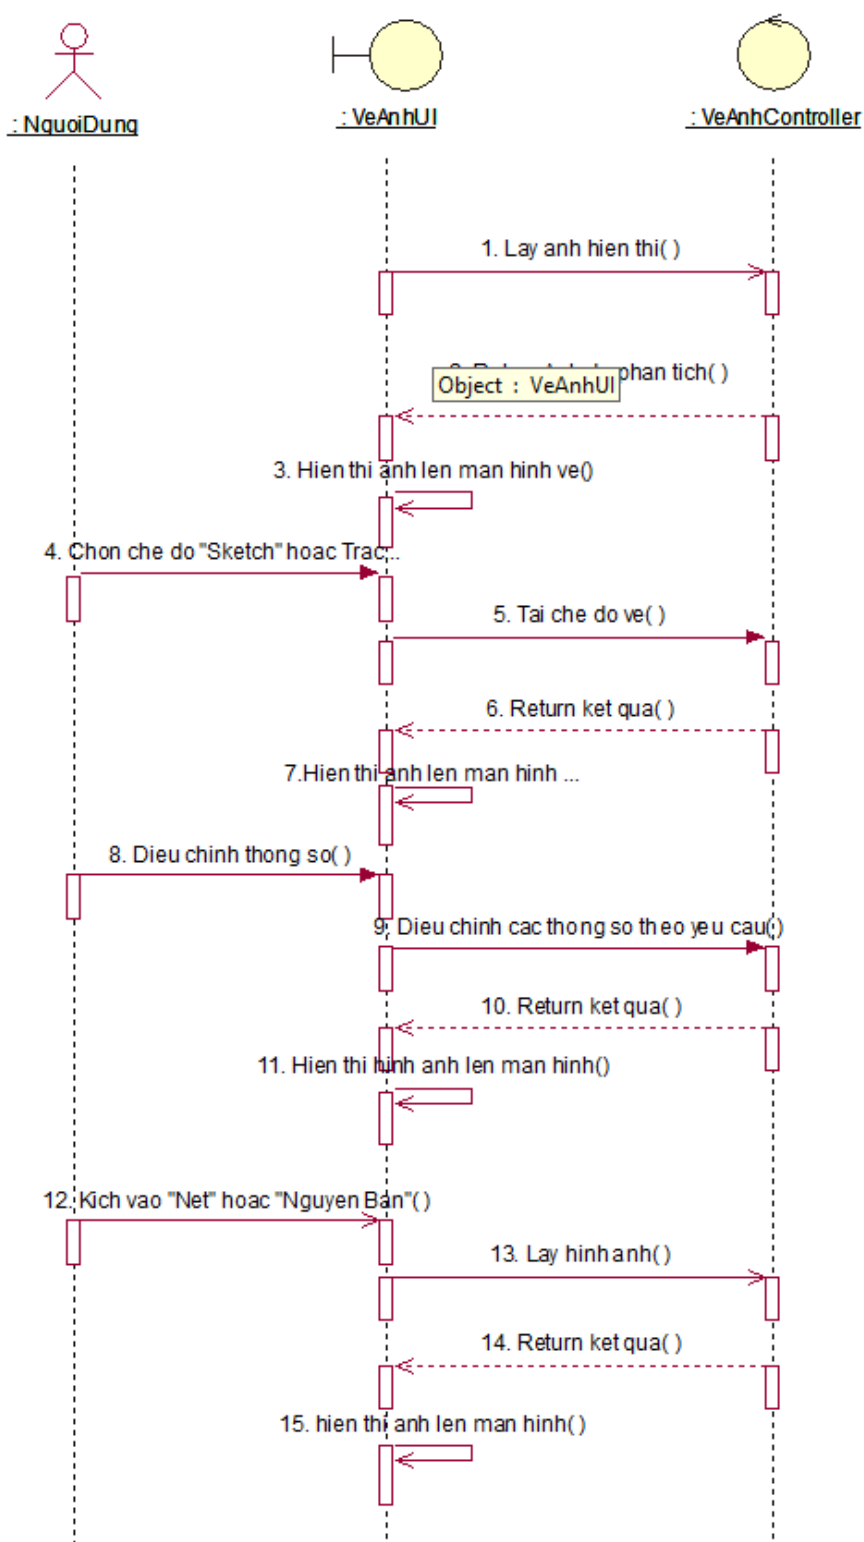 : NguoiDung
: VeAnhUI
: VeAnhController
1. Lay anh hien thi( )
phan tich( )
Object : VeAnhUI
3. Hien thi anh len man hinh ve()
4. Chon che do "Sketch" hoac Trac...
5. Tai che do ve( )
6. Return ket qua( )
7.Hien thi anh len man hinh ...
8. Dieu chinh thong so( )
9. Dieu chinh cac thong so theo yeu cau( )
10. Return ket qua( )
11. Hien thi hinh anh len man hinh()
12. Kich vao "Net" hoac "Nguyen Ban"( )
13. Lay hinh anh( )
14. Return ket qua( )
15. hien thi anh len man hinh( )